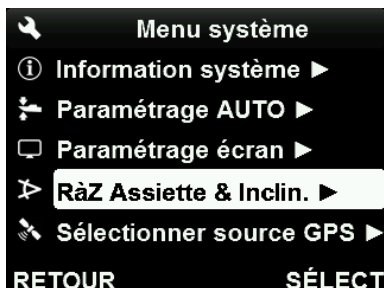 Menu système
Information système ►
Paramétrage AUTO ►
Paramétrage écran ►
RàZ Assiette & Inclin. ►
Sélectionner source GPS ►
RETOUR SÉLECT